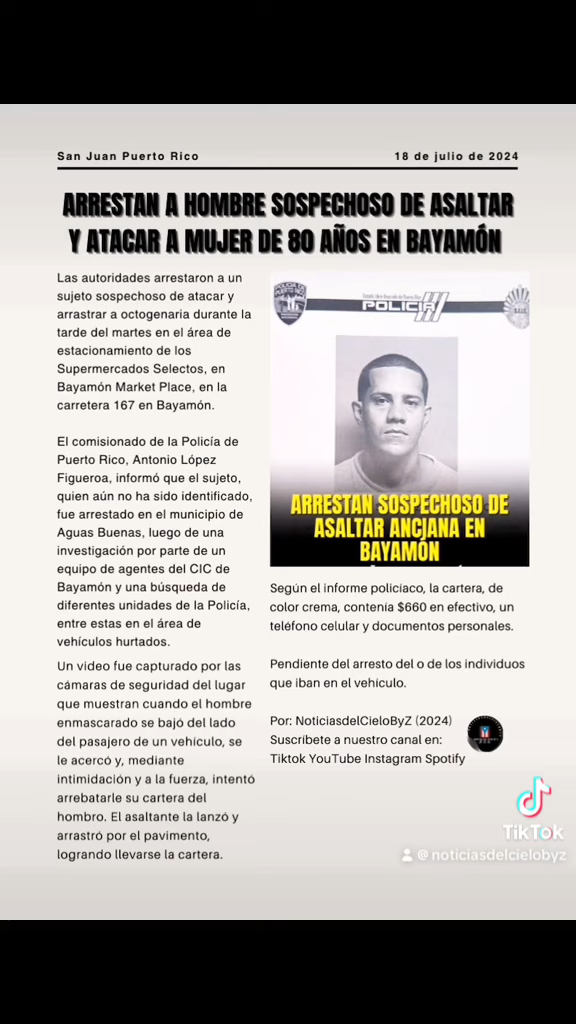 San Juan Puerto Rico
18 de julio de 2024
ARRESTAN A HOMBRE SOSPECHOSO DE ASALTAR
Y ATACAR A MUJER DE 80 AÑOS EN BAYAMÓN
Las autoridades arrestaron a un
sujeto sospechoso de atacar y
arrastrar a octogenaria durante la
tarde del martes en el área de
estacionamiento de los
Supermercados Selectos, en
Bayamón Market Place, en la
carretera 167 en Bayamón.
El comisionado de la Policía de
Puerto Rico, Antonio López
Figueroa, informó que el sujeto,
quien aún no ha sido identificado,
fue arrestado en el municipio de
Aguas Buenas, luego de una
investigación por parte de un
equipo de agentes del CIC de
Bayamón y una búsqueda de
diferentes unidades de la Policía,
entre estas en el área de
vehículos hurtados.
Un video fue capturado por las
cámaras de seguridad del lugar
que muestran cuando el hombre
enmascarado se bajó del lado
del pasajero de un vehículo, se
le acercó y, mediante
intimidación y a la fuerza, intentó
arrebatarle su cartera del
hombro. El asaltante la lanzó y
arrastró por el pavimento,
logrando llevarse la cartera.
POLICIA
ARRESTAN SOSPECHOSO DE
ASALTAR ANCIANA EN
BAYAMÓN
Según el informe policíaco, la cartera, de
color crema, contenía $660 en efectivo, un
teléfono celular y documentos personales.
Pendiente del arresto del o de los individuos
que iban en el vehículo.
Por: NoticiasdelCieloByZ (2024)
Suscríbete a nuestro canal en:
Tiktok YouTube Instagram Spotify
TikTok
@noticiasdelcielobyz